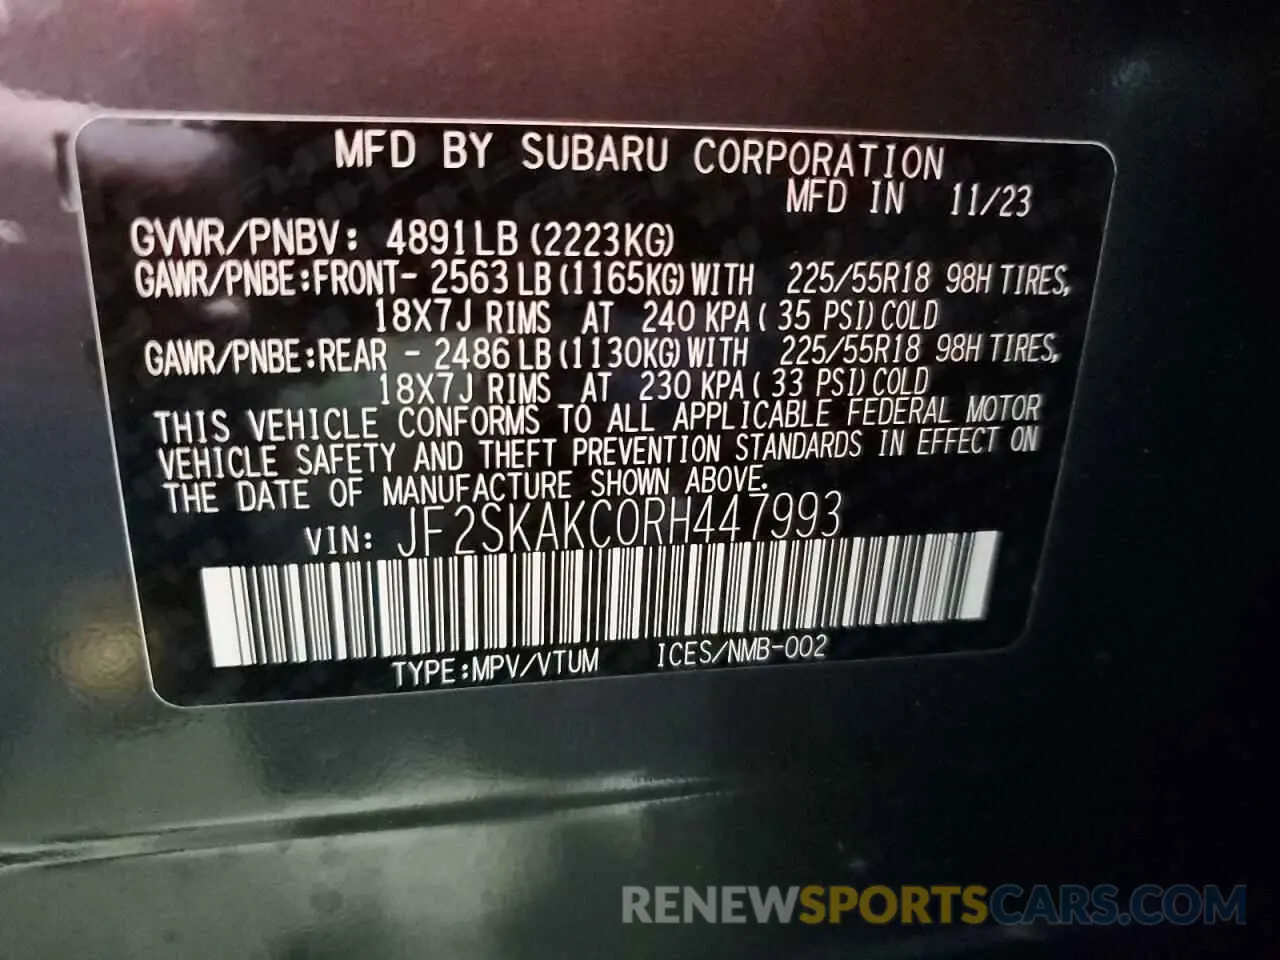 MFD BY SUBARU CORPORATION
MFD IN 11/23
GVWR/PNBV: 4891LB (2223KG)
GAWR/PNBE:FRONT- 2563 LB (1165KG) WITH 225/55R18 98H TIRES,
18X7J RIMS AT 240 KPA ( 35 PSI) COLD
GAWR/PNBE:REAR - 2486 LB (1130KG) WITH 225/55R18 98H TIRES,
18X7J RIMS AT 230 KPA ( 33 PSI) COLD
THIS VEHICLE CONFORMS TO ALL APPLICABLE FEDERAL MOTOR
VEHICLE SAFETY AND THEFT PREVENTION STANDARDS IN EFFECT ON
THE DATE OF MANUFACTURE SHOWN ABOVE.
VIN: JF2SKAKC0RH447993
TYPE:MPV/VTUM ICES/NMB-002
RENEWSPORTSCARS.COM